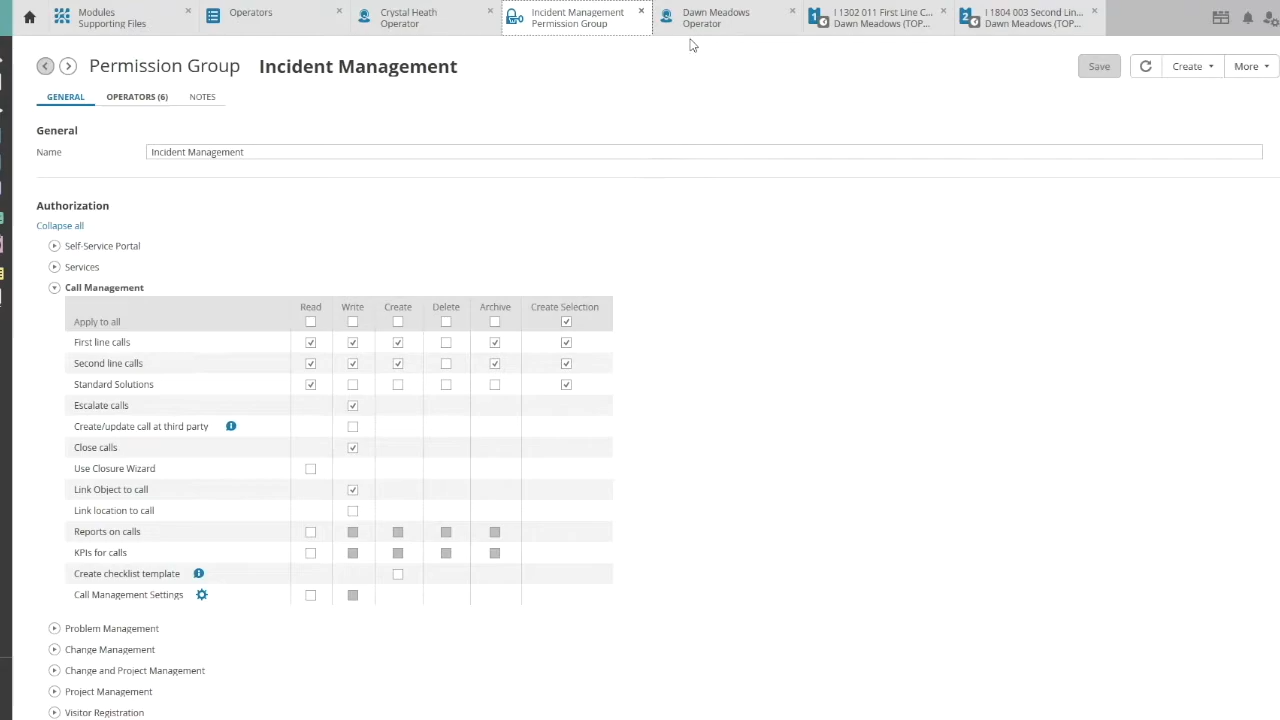 Modules
Supporting Files
Operators
Crystal Heath
Operator
Incident Management
Permission Group
Dawn Meadows
Operator
1
I 1302 011 First Line C...
Dawn Meadows (TOP...
2
I 1804 003 Second Lin...
Dawn Meadows (TOP...
Permission Group Incident Management
Save
Create
More
GENERAL OPERATORS (6) NOTES
General
Name Incident Management
Authorization
Collapse all
Self-Service Portal
Services
Call Management
Read Write Create Delete Archive Create Selection
Apply to all
First line calls
Second line calls
Standard Solutions
Escalate calls
Create/update call at third party
Close calls
Use Closure Wizard
Link Object to call
Link location to call
Reports on calls
KPIs for calls
Create checklist template
Call Management Settings
Problem Management
Change Management
Change and Project Management
Project Management
Visitor Registration